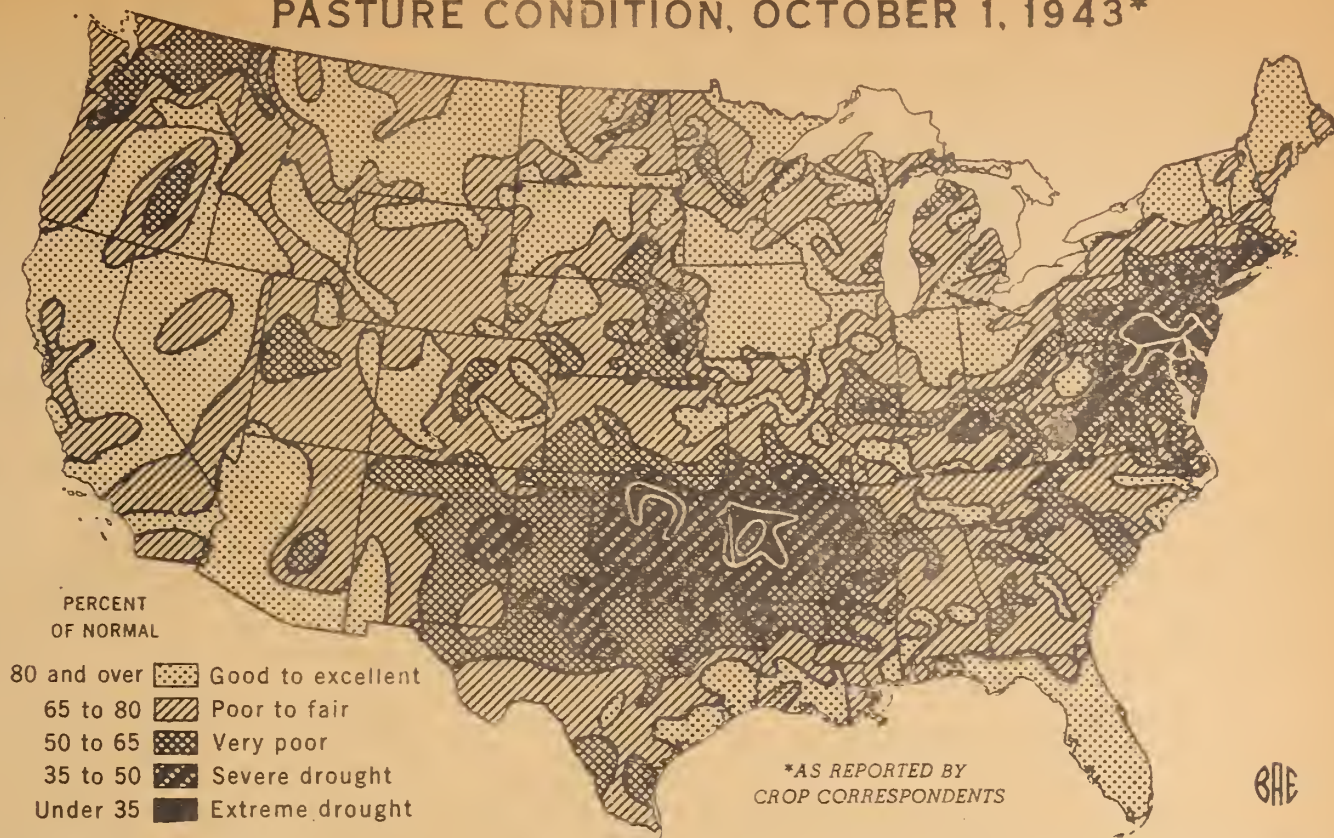 PASTURE CONDITION, OCTOBER 1, 1943*
PERCENT
OF NORMAL
80 and over Good to excellent
65 to 80 Poor to fair
50 to 65 Very poor
35 to 50 Severe drought
Under 35 Extreme drought
*AS REPORTED BY
CROP CORRESPONDENTS
BAE